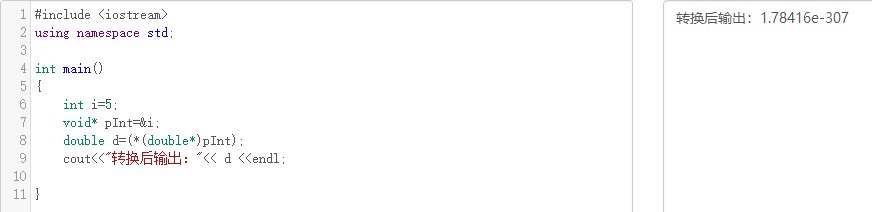 1 #include <iostream>
2 using namespace std;
3
4 int main()
5 {
6 int i=5;
7 void* pInt=&i;
8 double d=(*(double*)pInt);
9 cout<<"转换后输出："<< d <<endl;
10
11 }
转换后输出：1.78416e-307